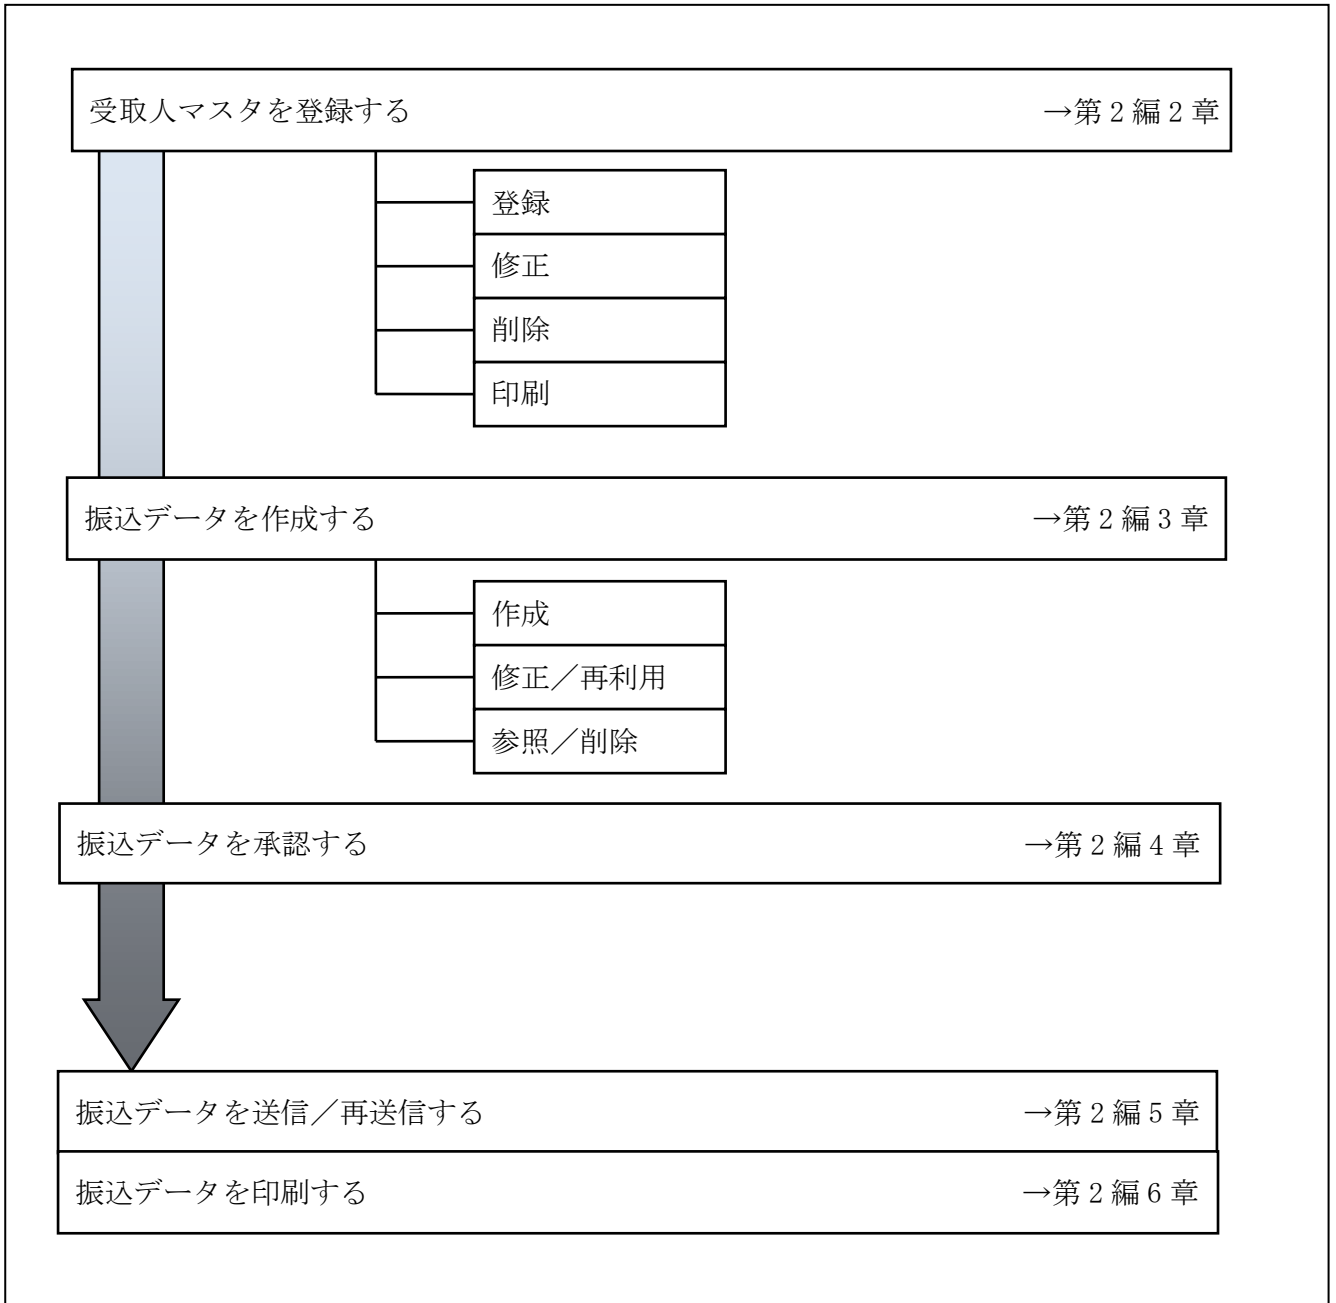 受取人マスタを登録する →第2編2章
登録
修正
削除
印刷
振込データを作成する →第2編3章
作成
修正／再利用
参照／削除
振込データを承認する →第2編4章
振込データを送信／再送信する →第2編5章
振込データを印刷する →第2編6章